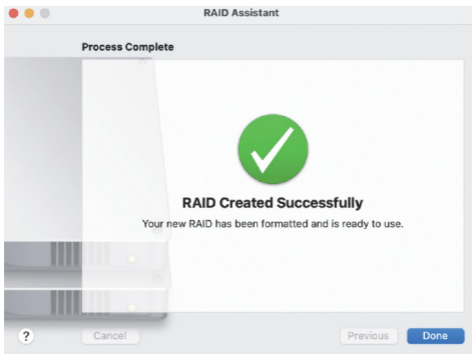 RAID Assistant
Process Complete
RAID Created Successfully
Your new RAID has been formatted and is ready to use.
?
Cancel
Previous
Done